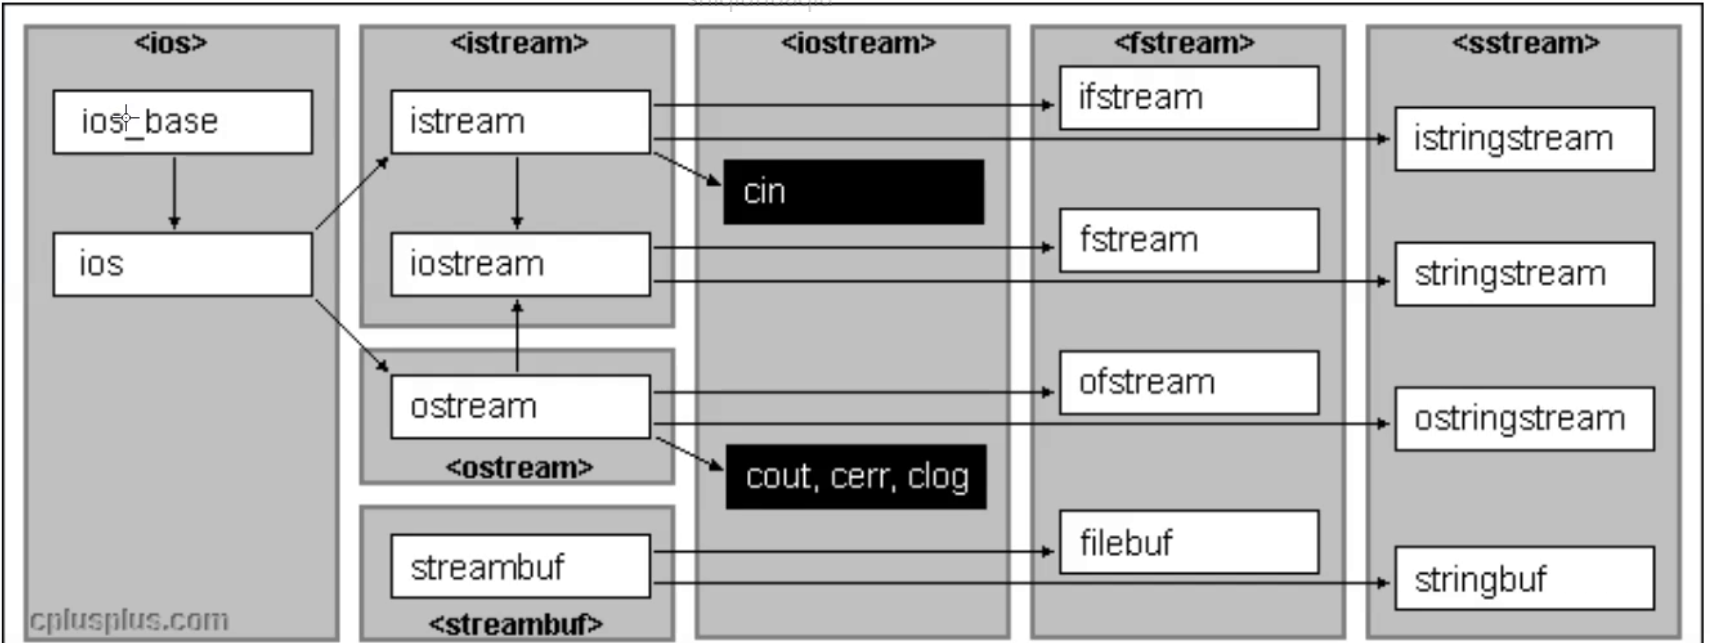 <ios>
ios_base
ios
cplusplus.com
<istream>
istream
iostream
ostream
<ostream>
streambuf
<streambuf>
<iostream>
cin
cout, cerr, clog
<fstream>
ifstream
fstream
ofstream
filebuf
<sstream>
istringstream
stringstream
ostringstream
stringbuf